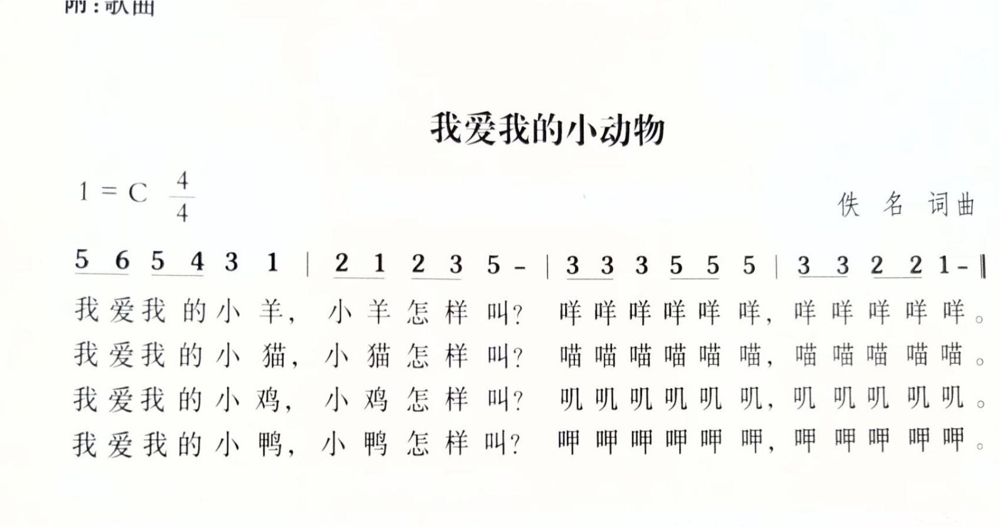 附:歌曲
我爱我的小动物
1 = C 4/4
佚 名 词曲
5 6 5 4 3 1 | 2 1 2 3 5 - | 3 3 3 5 5 5 | 3 3 2 2 1 - ‖
我 爱 我 的 小 羊, 小 羊 怎 样 叫? 咩 咩 咩 咩 咩 咩, 咩 咩 咩 咩 咩 。
我 爱 我 的 小 猫, 小 猫 怎 样 叫? 喵 喵 喵 喵 喵 喵, 喵 喵 喵 喵 喵 。
我 爱 我 的 小 鸡, 小 鸡 怎 样 叫? 叽 叽 叽 叽 叽 叽, 叽 叽 叽 叽 叽 。
我 爱 我 的 小 鸭, 小 鸭 怎 样 叫? 呷 呷 呷 呷 呷 呷, 呷 呷 呷 呷 呷 。